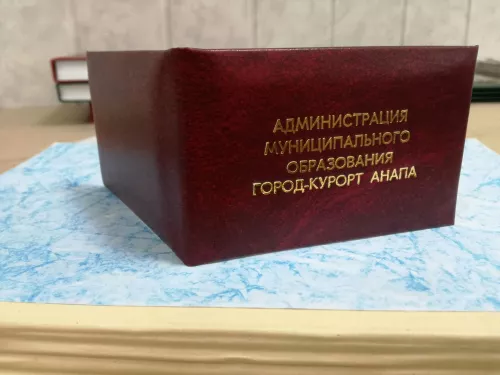 АДМИНИСТРАЦИЯ
МУНИЦИПАЛЬНОГО
ОБРАЗОВАНИЯ
ГОРОД-КУРОРТ АНАПА